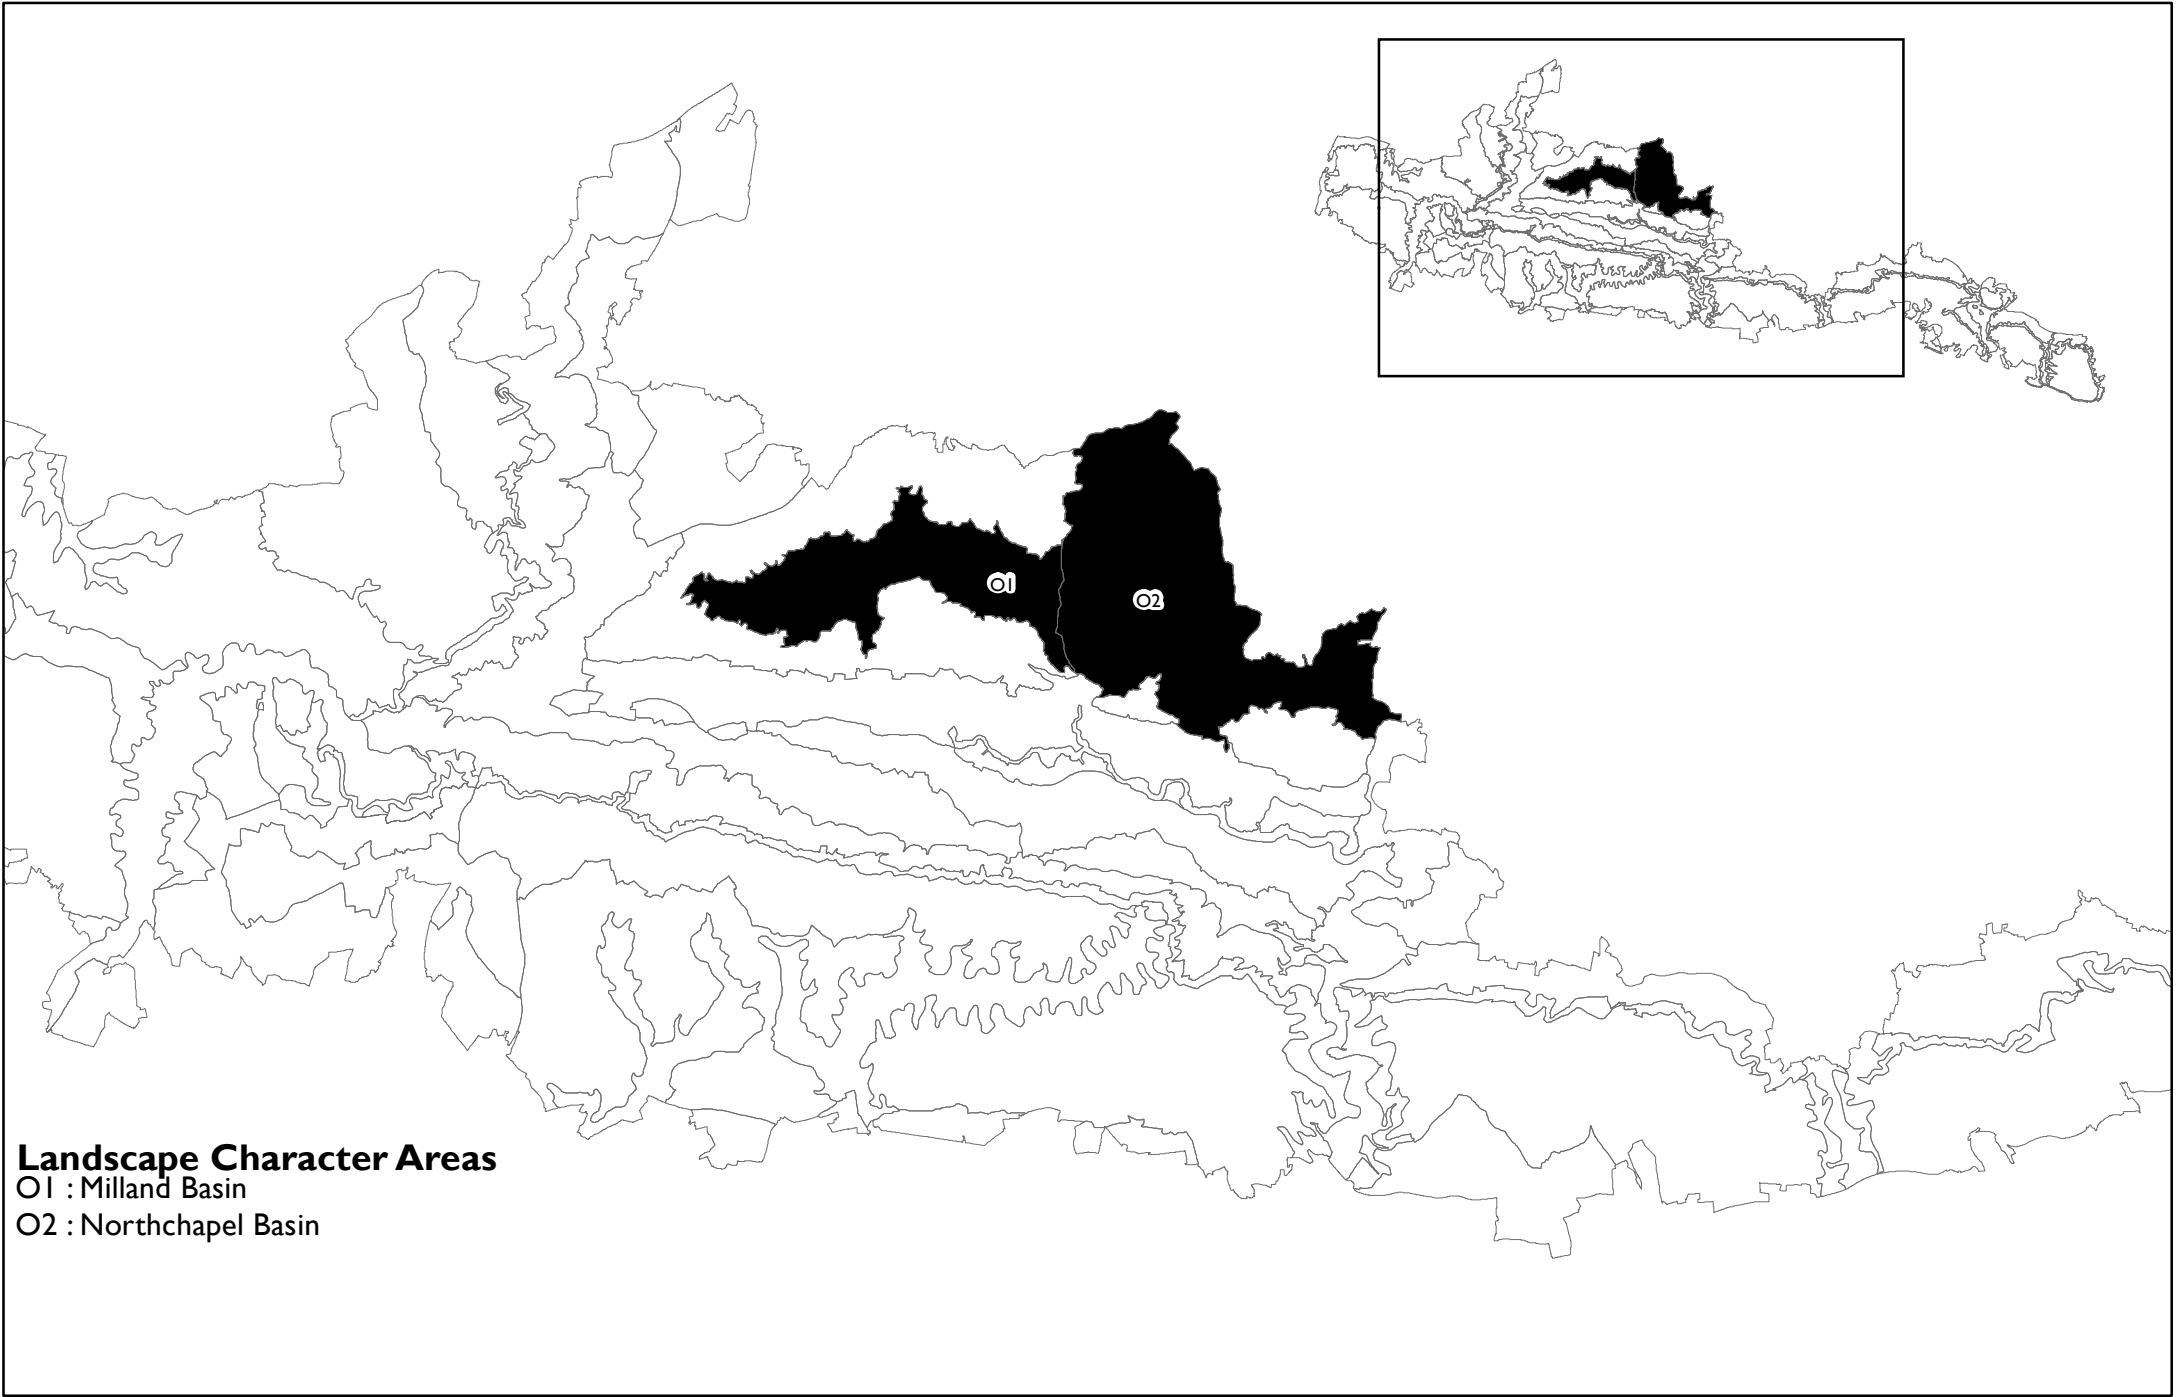 O1
O2
Landscape Character Areas
O1 : Milland Basin
O2 : Northchapel Basin